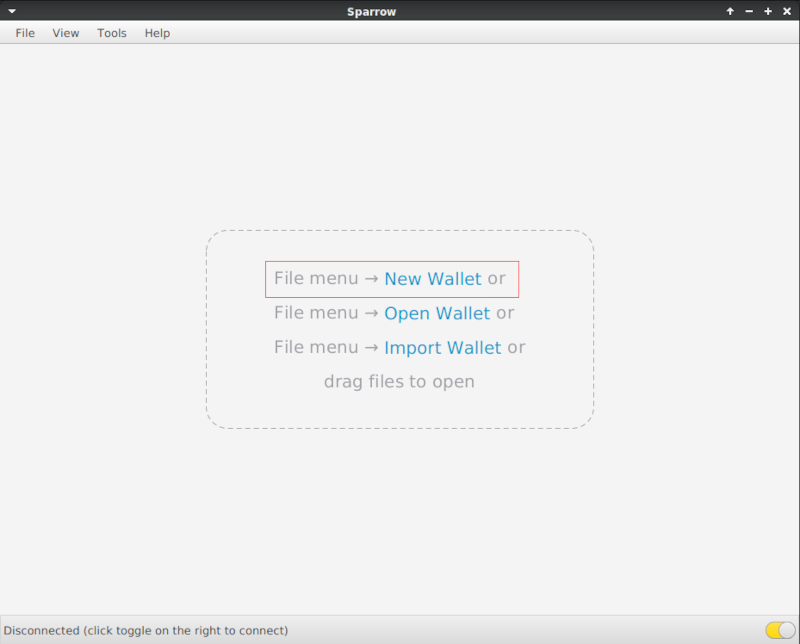 Sparrow
File View Tools Help
File menu → New Wallet or
File menu → Open Wallet or
File menu → Import Wallet or
drag files to open
Disconnected (click toggle on the right to connect)